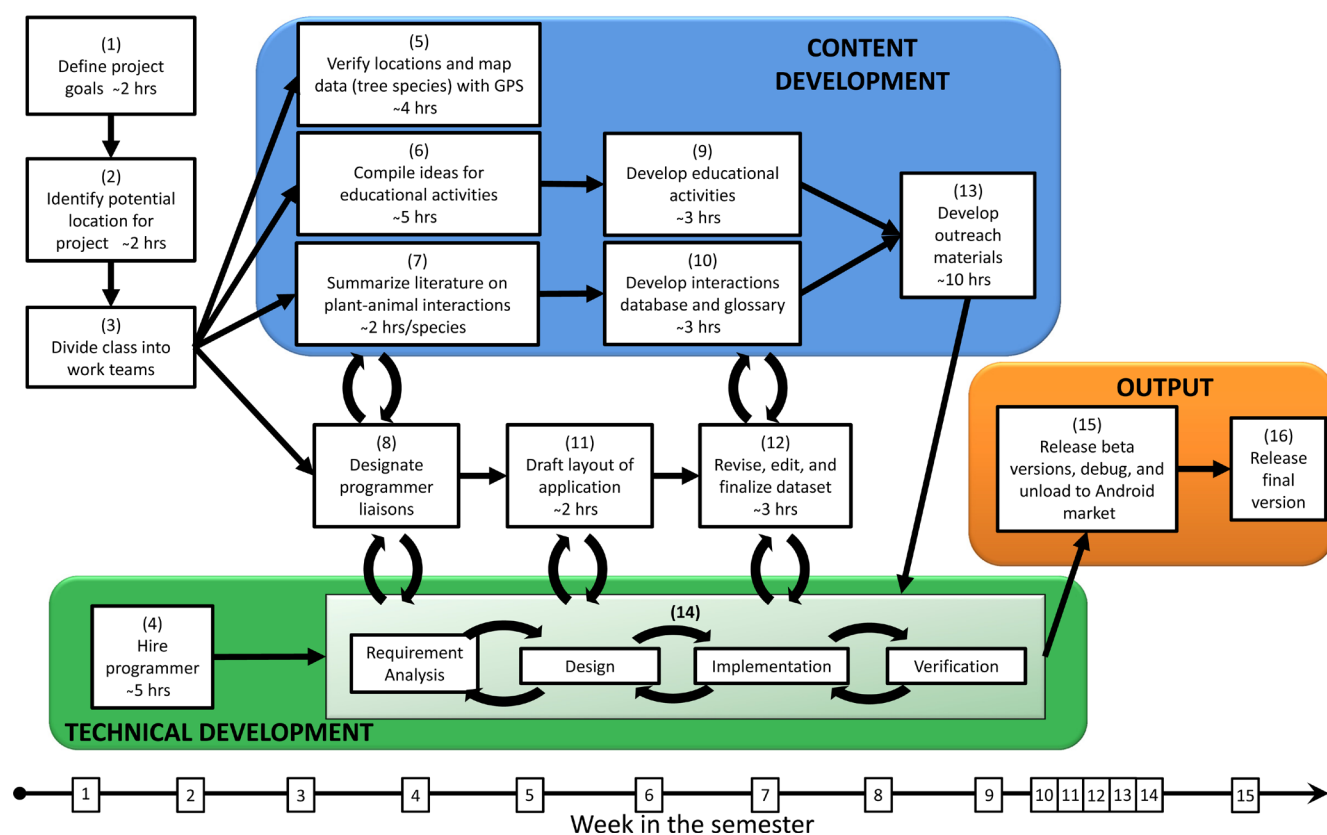 (1)
Define project
goals ~2 hrs
(2)
Identify potential
location for
project ~2 hrs
(3)
Divide class into
work teams
CONTENT
DEVELOPMENT
(5)
Verify locations and map
data (tree species) with GPS
~4 hrs
(6)
Compile ideas for
educational activities
~5 hrs
(7)
Summarize literature on
plant-animal interactions
~2 hrs/species
(9)
Develop educational
activities
~3 hrs
(10)
Develop interactions
database and glossary
~3 hrs
(13)
Develop
outreach
materials
~10 hrs
(8)
Designate
programmer
liaisons
(11)
Draft layout of
application
~2 hrs
(12)
Revise, edit, and
finalize dataset
~3 hrs
OUTPUT
(15)
Release beta
versions, debug, and
unload to Android
market
(16)
Release
final
version
(4)
Hire
programmer
~5 hrs
(14)
Requirement
Analysis
Design
Implementation
Verification
TECHNICAL DEVELOPMENT
1 2 3 4 5 6 7 8 9 10 11 12 13 14 15
Week in the semester